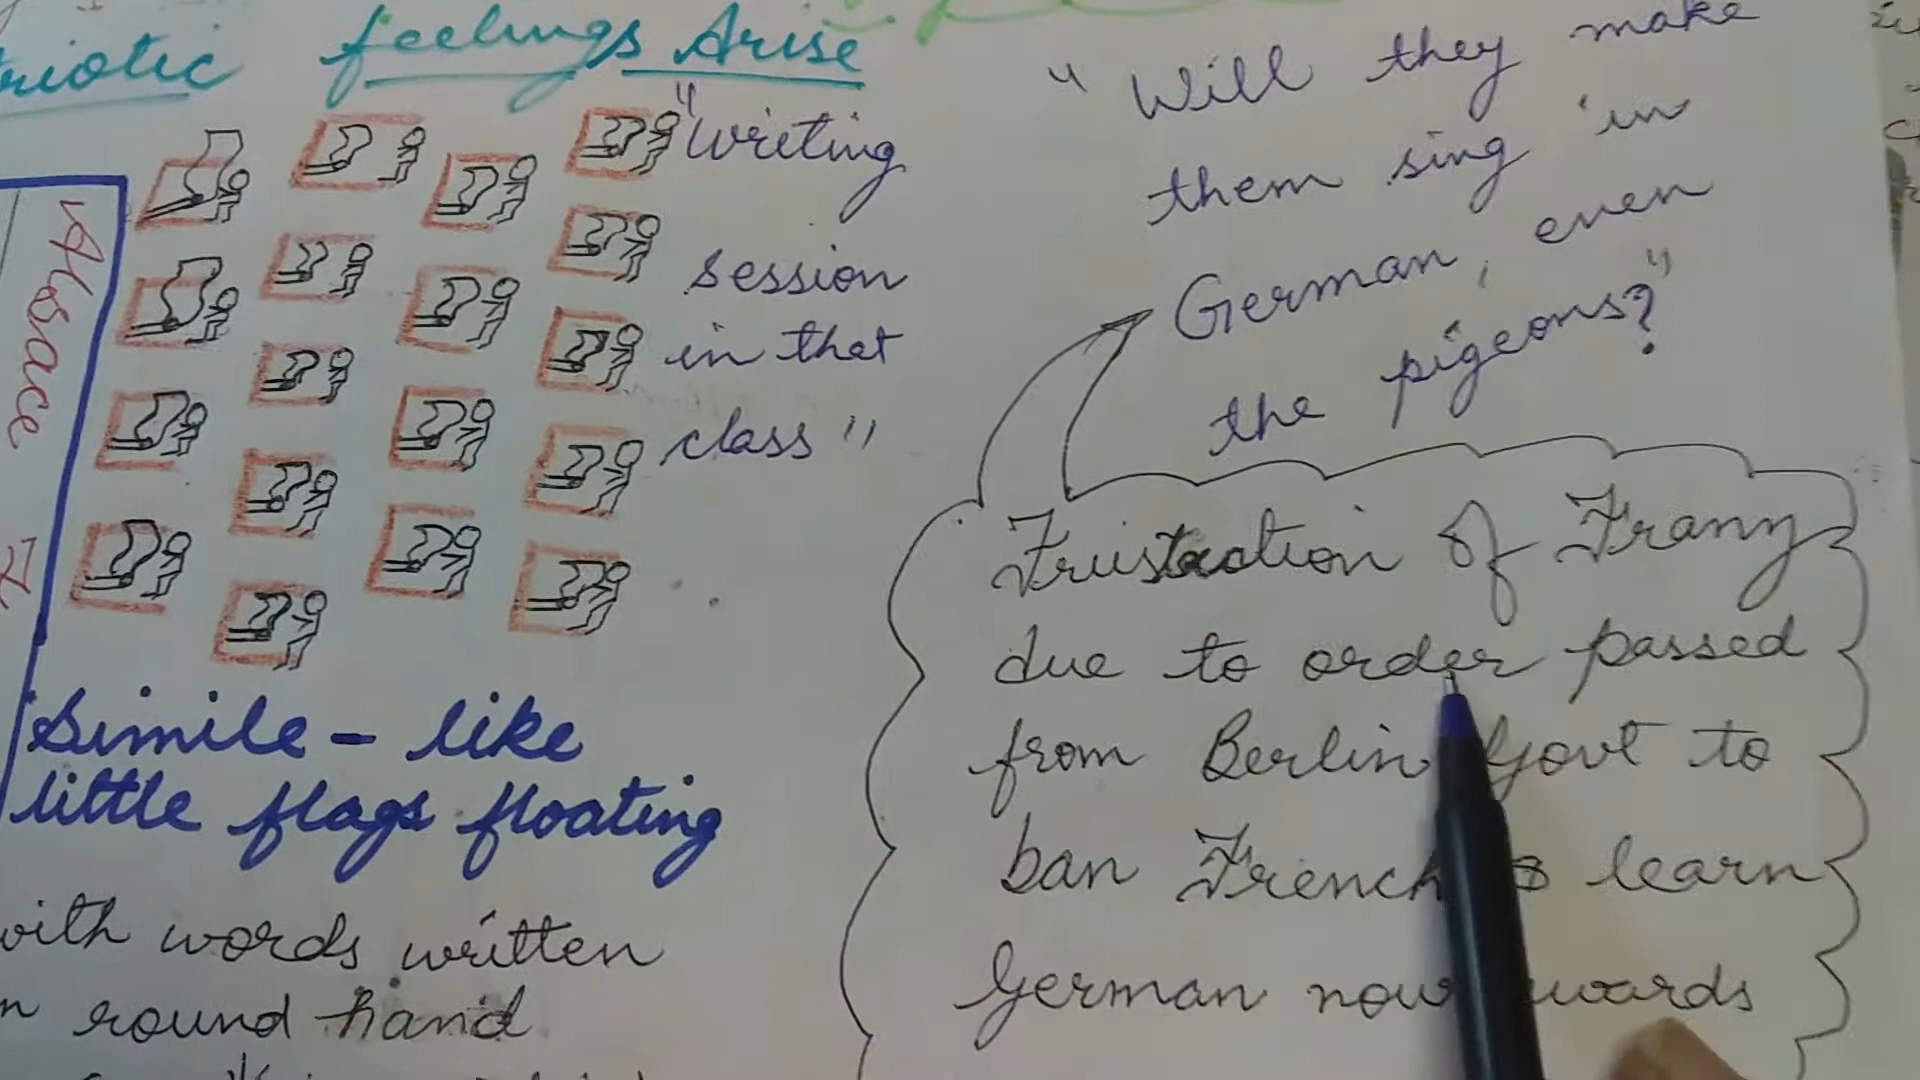 feelings Arise
"Writing
session
in that
class"
Alsace
Simile - like
little flags floating
with words written
round hand
" Will they make
them sing in
German, even
the pigeons?"
Frustration of Franz
due to order passed
from Berlin Govt to
ban French & learn
German now wards